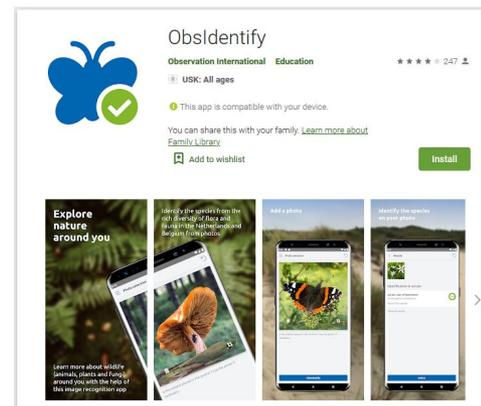 ObsIdentify
Observation International Education
247
USK: All ages
This app is compatible with your device.
You can share this with your family. Learn more about
Family Library
Add to wishlist
Install
Explore
nature
around you
Learn more about wildlife
(animals, plants and fungi)
around you with the help of
this image recognition app
Identify the species from the
rich diversity of flora and
fauna in the Netherlands and
Belgium from photos
Add a photo
Identify the species
on your photo